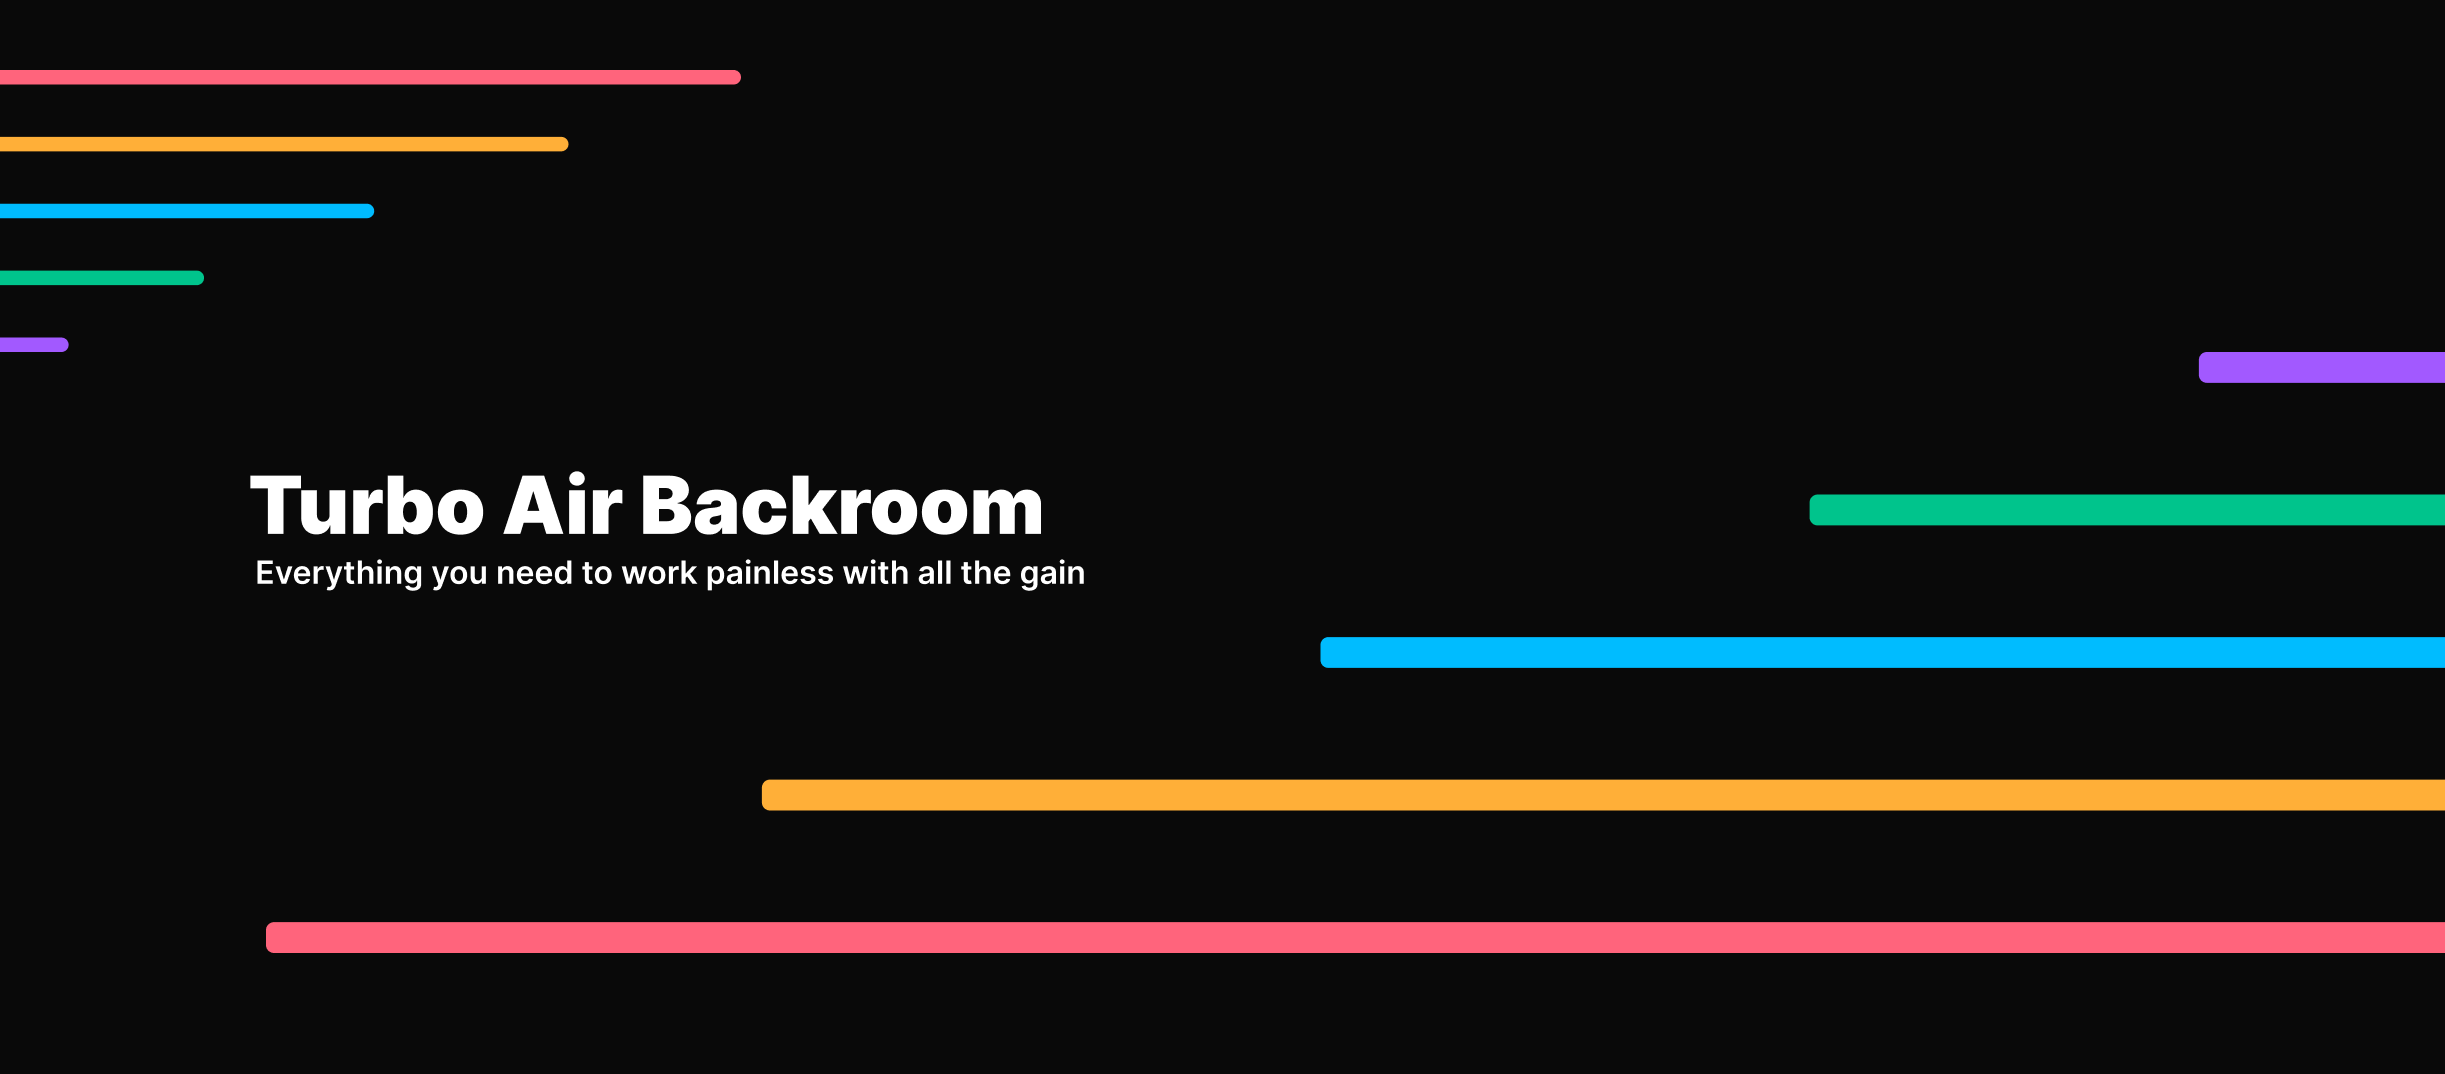 Turbo Air Backroom
Everything you need to work painless with all the gain